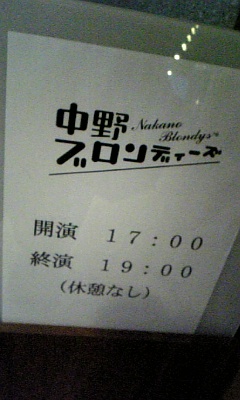 中野 Nakano
ブロンディーズ Blondys
開演 17:00
終演 19:00
(休憩なし)